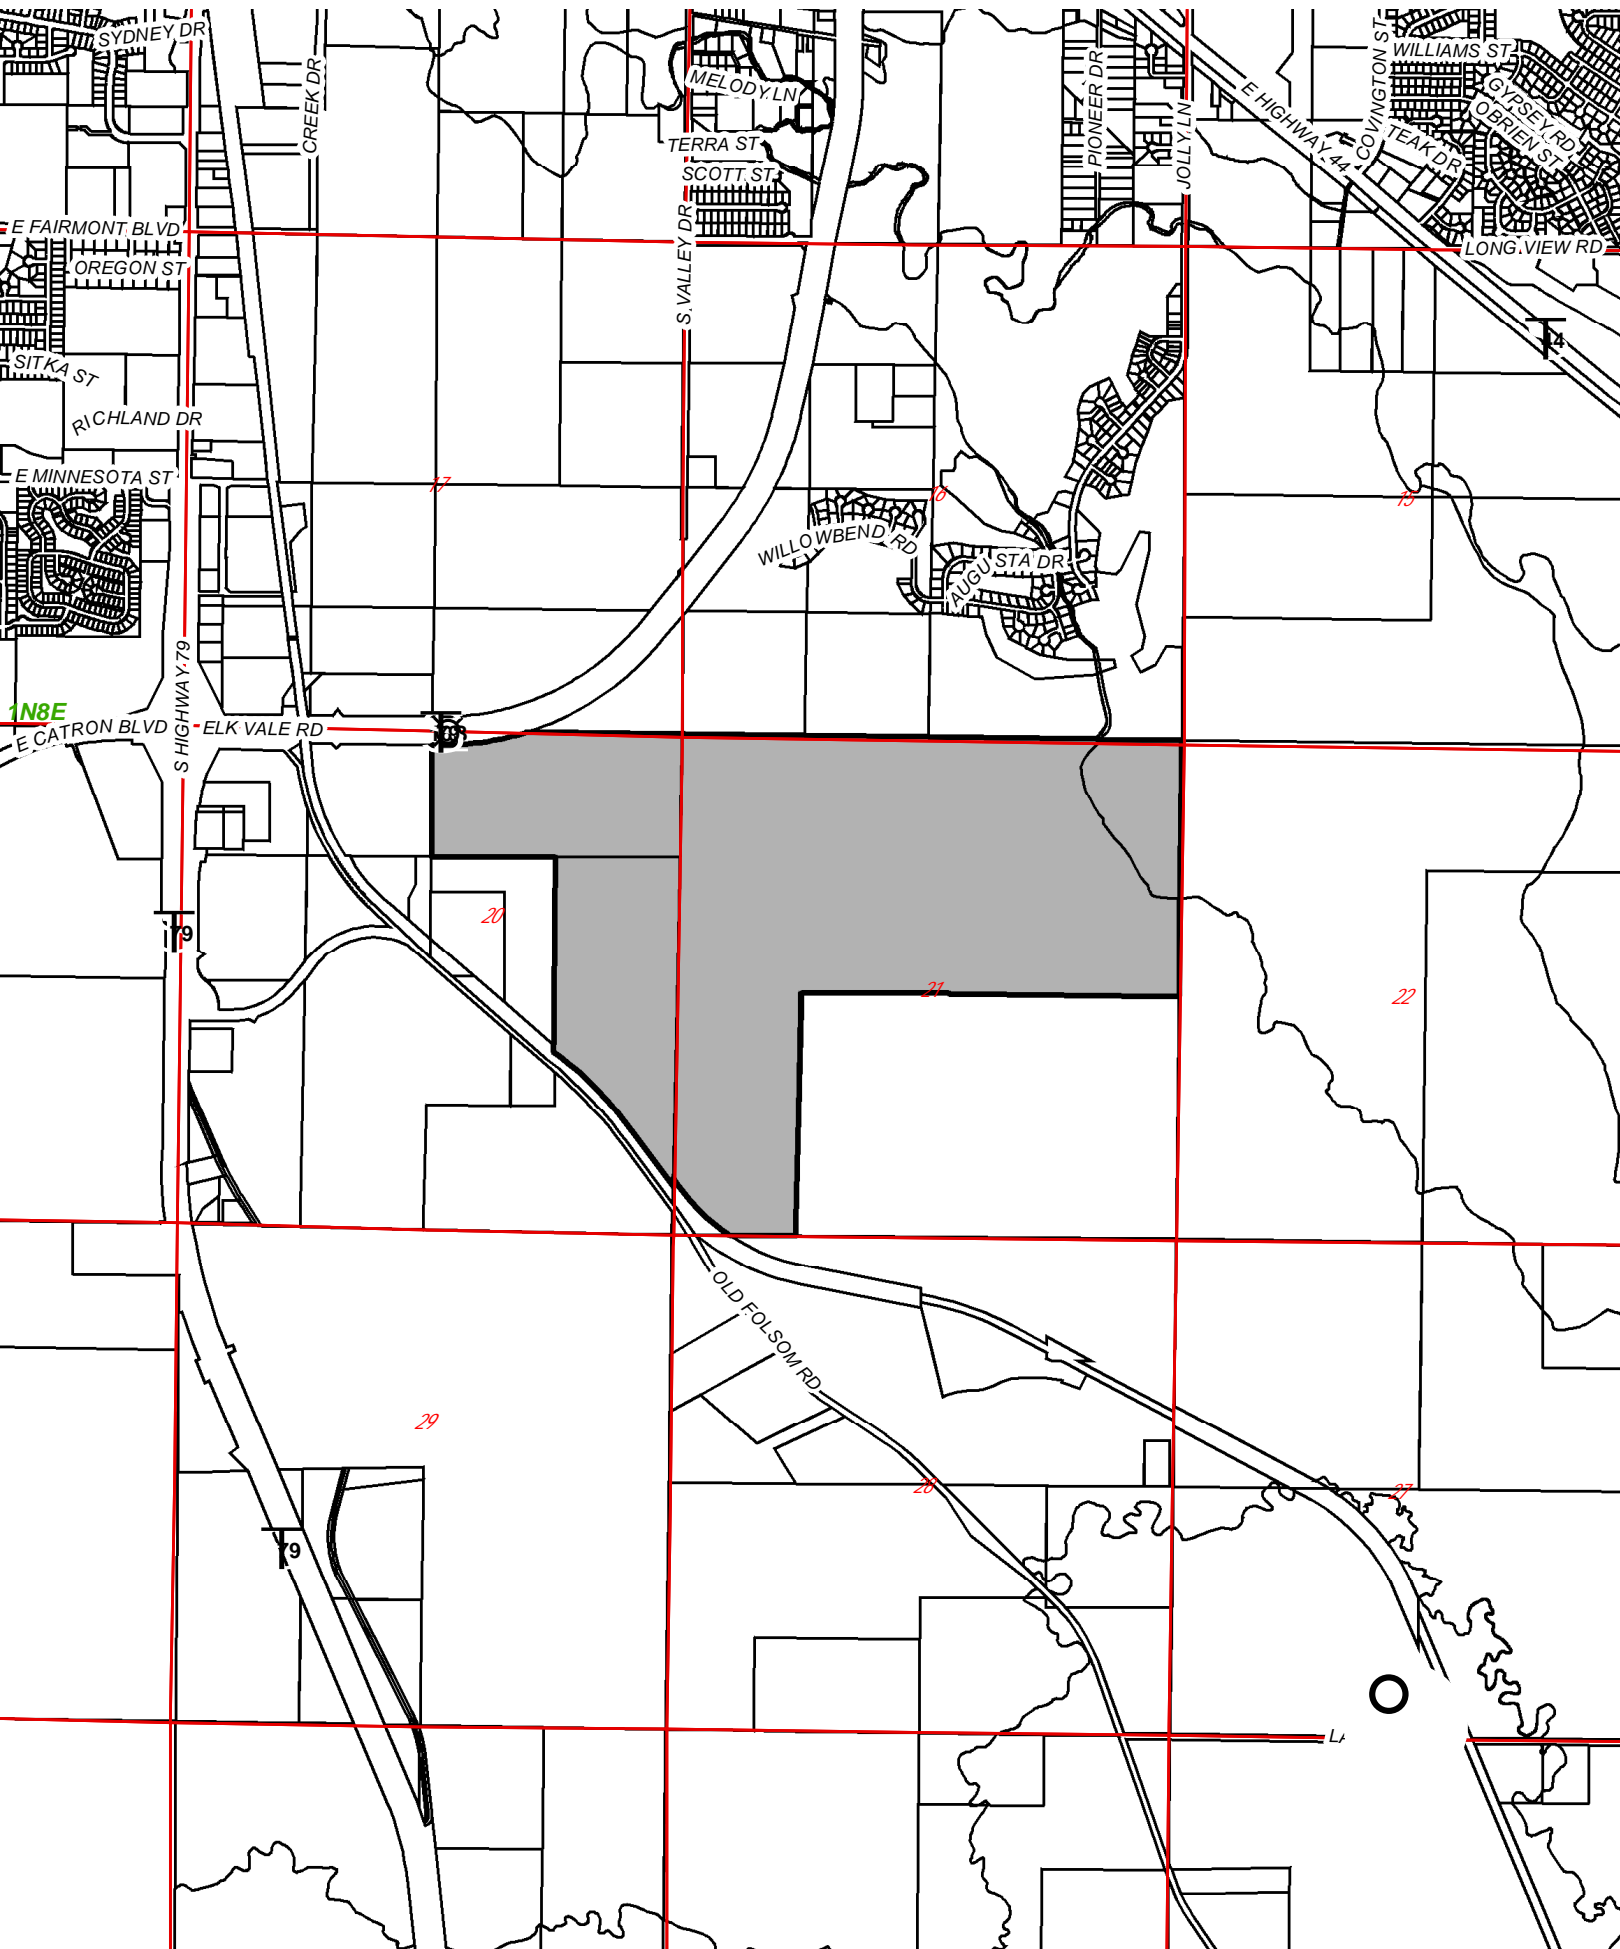 SYDNEY DR
CREEK DR
MELODY LN
TERRA ST
SCOTT ST
PIONEER DR
JOLLY LN
E HIGHWAY 44
COVINGTON ST
WILLIAMS ST
GYPSEY RD
OBRIEN ST
TEAK DR
E FAIRMONT BLVD
OREGON ST
S VALLEY DR
LONG VIEW RD
44
SITKA ST
RICHLAND DR
E MINNESOTA ST
17
16
15
WILLOWBEND RD
AUGUSTA DR
S HIGHWAY 79
1N8E
E CATRON BLVD
ELK VALE RD
79
20
21
22
OLD FOLSOM RD
29
28
27
79